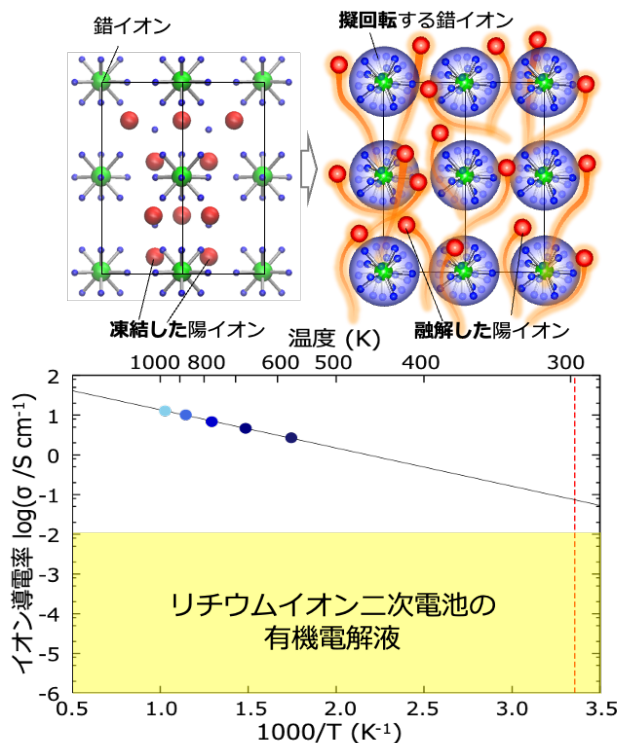 錯イオン
擬回転する錯イオン
凍結した陽イオン
融解した陽イオン
温度 (K)
1000 800 600 500 400 300
2
1
0
-1
-2
-3
-4
-5
-6
イオン導電率 log(σ /S cm⁻¹)
リチウムイオン二次電池の
有機電解液
0.5 1.0 1.5 2.0 2.5 3.0 3.5
1000/T (K⁻¹)